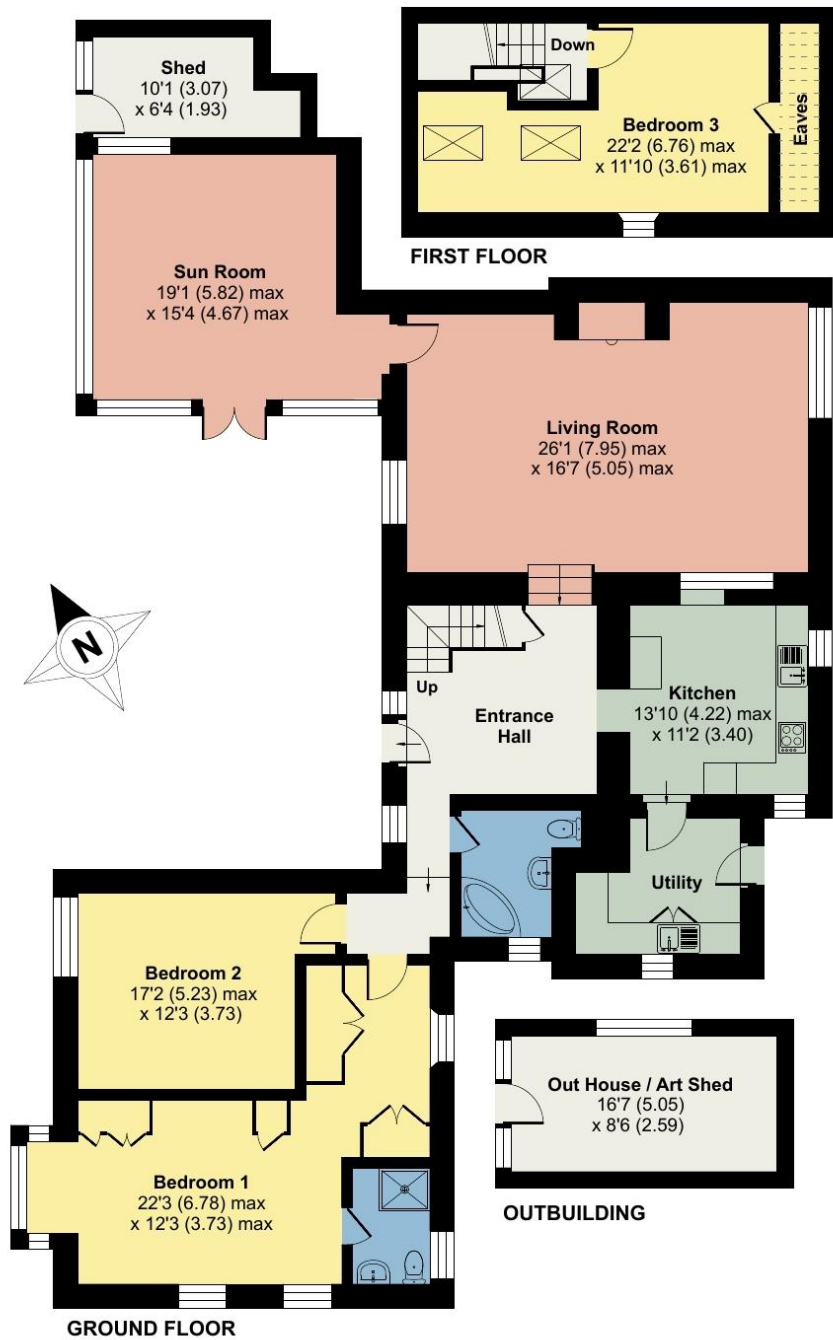 Shed
10'1 (3.07)
x 6'4 (1.93)
Down
Bedroom 3
22'2 (6.76) max
x 11'10 (3.61) max
Eaves
FIRST FLOOR
Sun Room
19'1 (5.82) max
x 15'4 (4.67) max
Living Room
26'1 (7.95) max
x 16'7 (5.05) max
N
Up
Entrance
Hall
Kitchen
13'10 (4.22) max
x 11'2 (3.40)
Utility
Bedroom 2
17'2 (5.23) max
x 12'3 (3.73)
Out House / Art Shed
16'7 (5.05)
x 8'6 (2.59)
OUTBUILDING
Bedroom 1
22'3 (6.78) max
x 12'3 (3.73) max
GROUND FLOOR